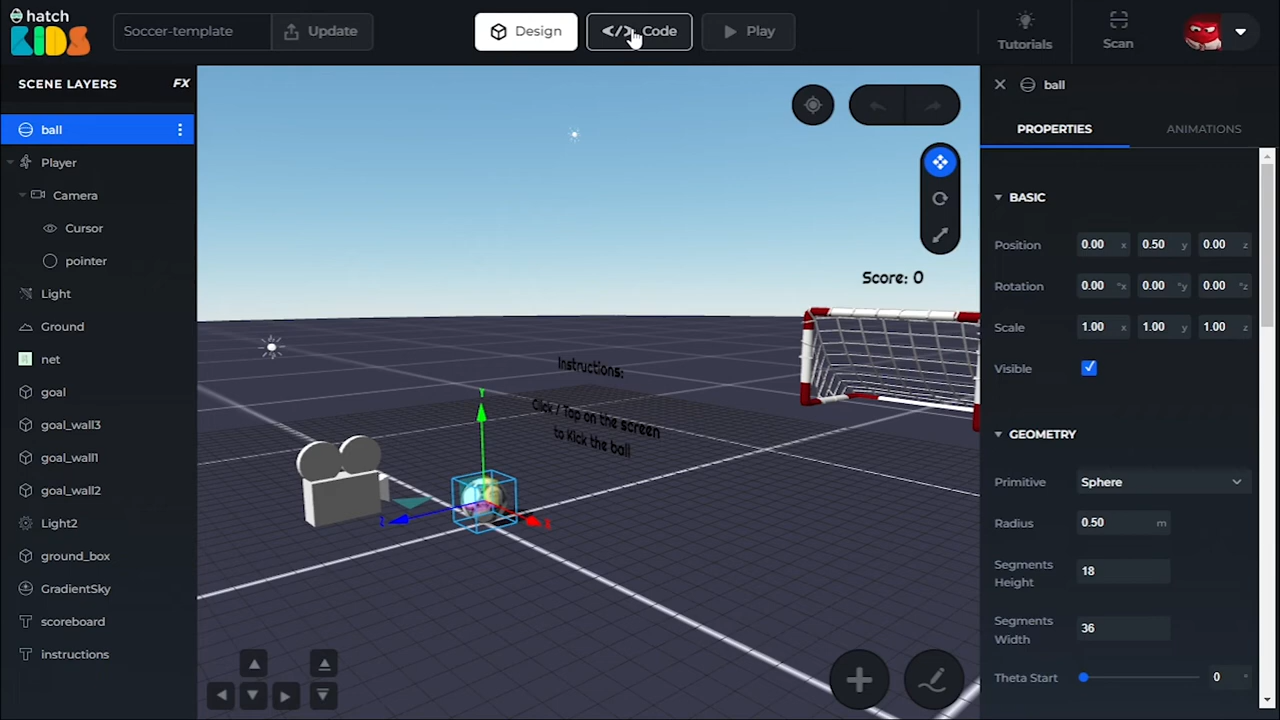 hatch
KIDS
Soccer-template
Update
Design
</> Code
Play
Tutorials
Scan
SCENE LAYERS
FX
ball
Player
Camera
Cursor
pointer
Light
Ground
net
goal
goal_wall3
goal_wall1
goal_wall2
Light2
ground_box
GradientSky
scoreboard
instructions
Score: 0
Instructions:
Click / Tap on the screen
to Kick the ball
Y
Z
X
ball
PROPERTIES
ANIMATIONS
BASIC
Position 0.00 x 0.50 y 0.00 z
Rotation 0.00 °x 0.00 °y 0.00 °z
Scale 1.00 x 1.00 y 1.00 z
Visible
GEOMETRY
Primitive Sphere
Radius 0.50 m
Segments
Height 18
Segments
Width 36
Theta Start 0 °